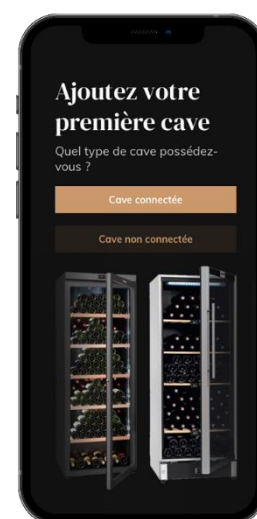 Ajoutez votre
première cave
Quel type de cave possédez-
vous ?
Cave connectée
Cave non connectée